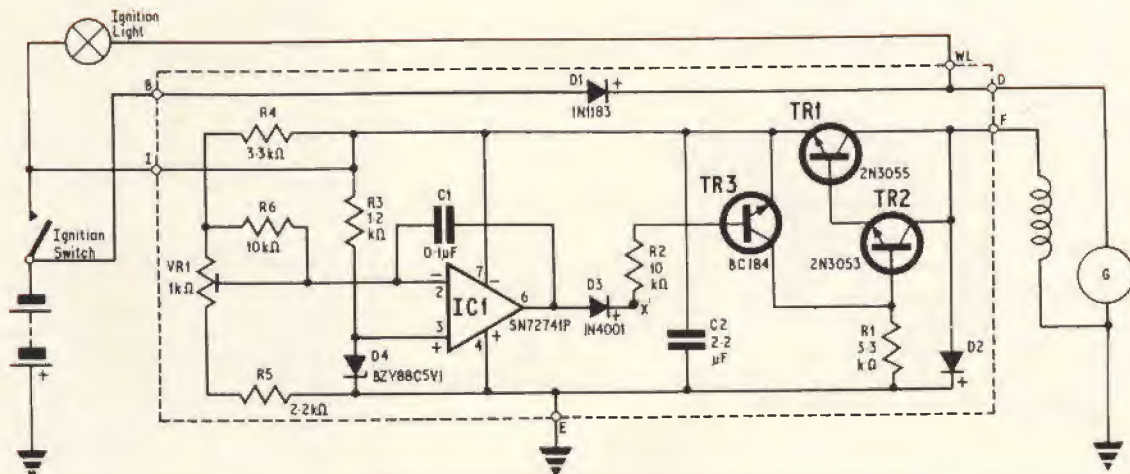 Ignition
Light
WL
B
D1
D
1N1183
R4
3·3kΩ
TR1
F
I
2N3055
TR3
TR2
R3
1·2
kΩ
C1
R6
10kΩ
0·1μF
Ignition
Switch
R2
10
kΩ
BC184
2N3053
VR1
1kΩ
−
2
7
−
IC1
6
SN72741P
D3
+
X
1N4001
3
+
4
+
C2
2·2
μF
R1
3·3
kΩ
D2
+
G
D4
BZY88C5V1
R5
2·2kΩ
E
+
+